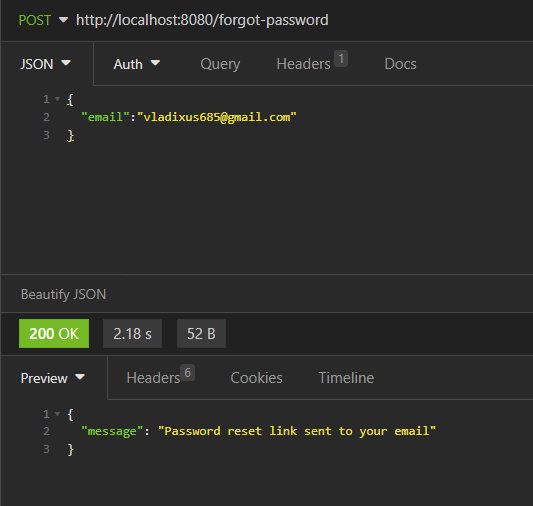 POST http://localhost:8080/forgot-password
JSON Auth Query Headers 1 Docs
1 {
2 "email":"vladixus685@gmail.com"
3 }
Beautify JSON
200 OK 2.18 s 52 B
Preview Headers 6 Cookies Timeline
1 {
2 "message": "Password reset link sent to your email"
3 }